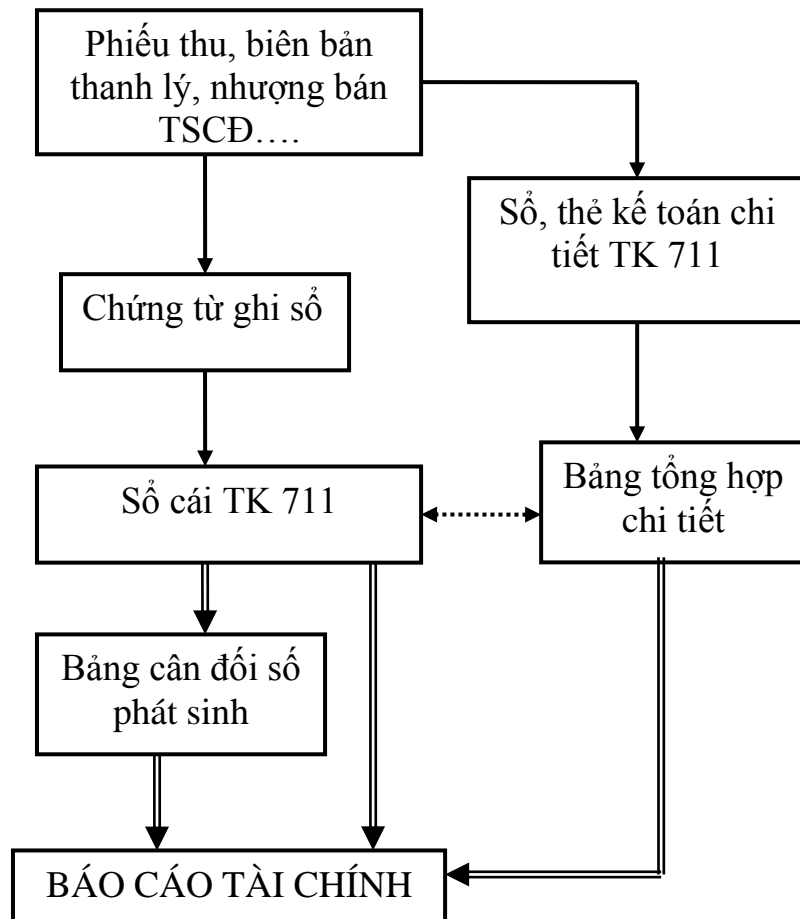 Phiếu thu, biên bản
thanh lý, nhượng bán
TSCĐ….
Sổ, thẻ kế toán chi
tiết TK 711
Chứng từ ghi sổ
Sổ cái TK 711
Bảng tổng hợp
chi tiết
Bảng cân đối số
phát sinh
BÁO CÁO TÀI CHÍNH